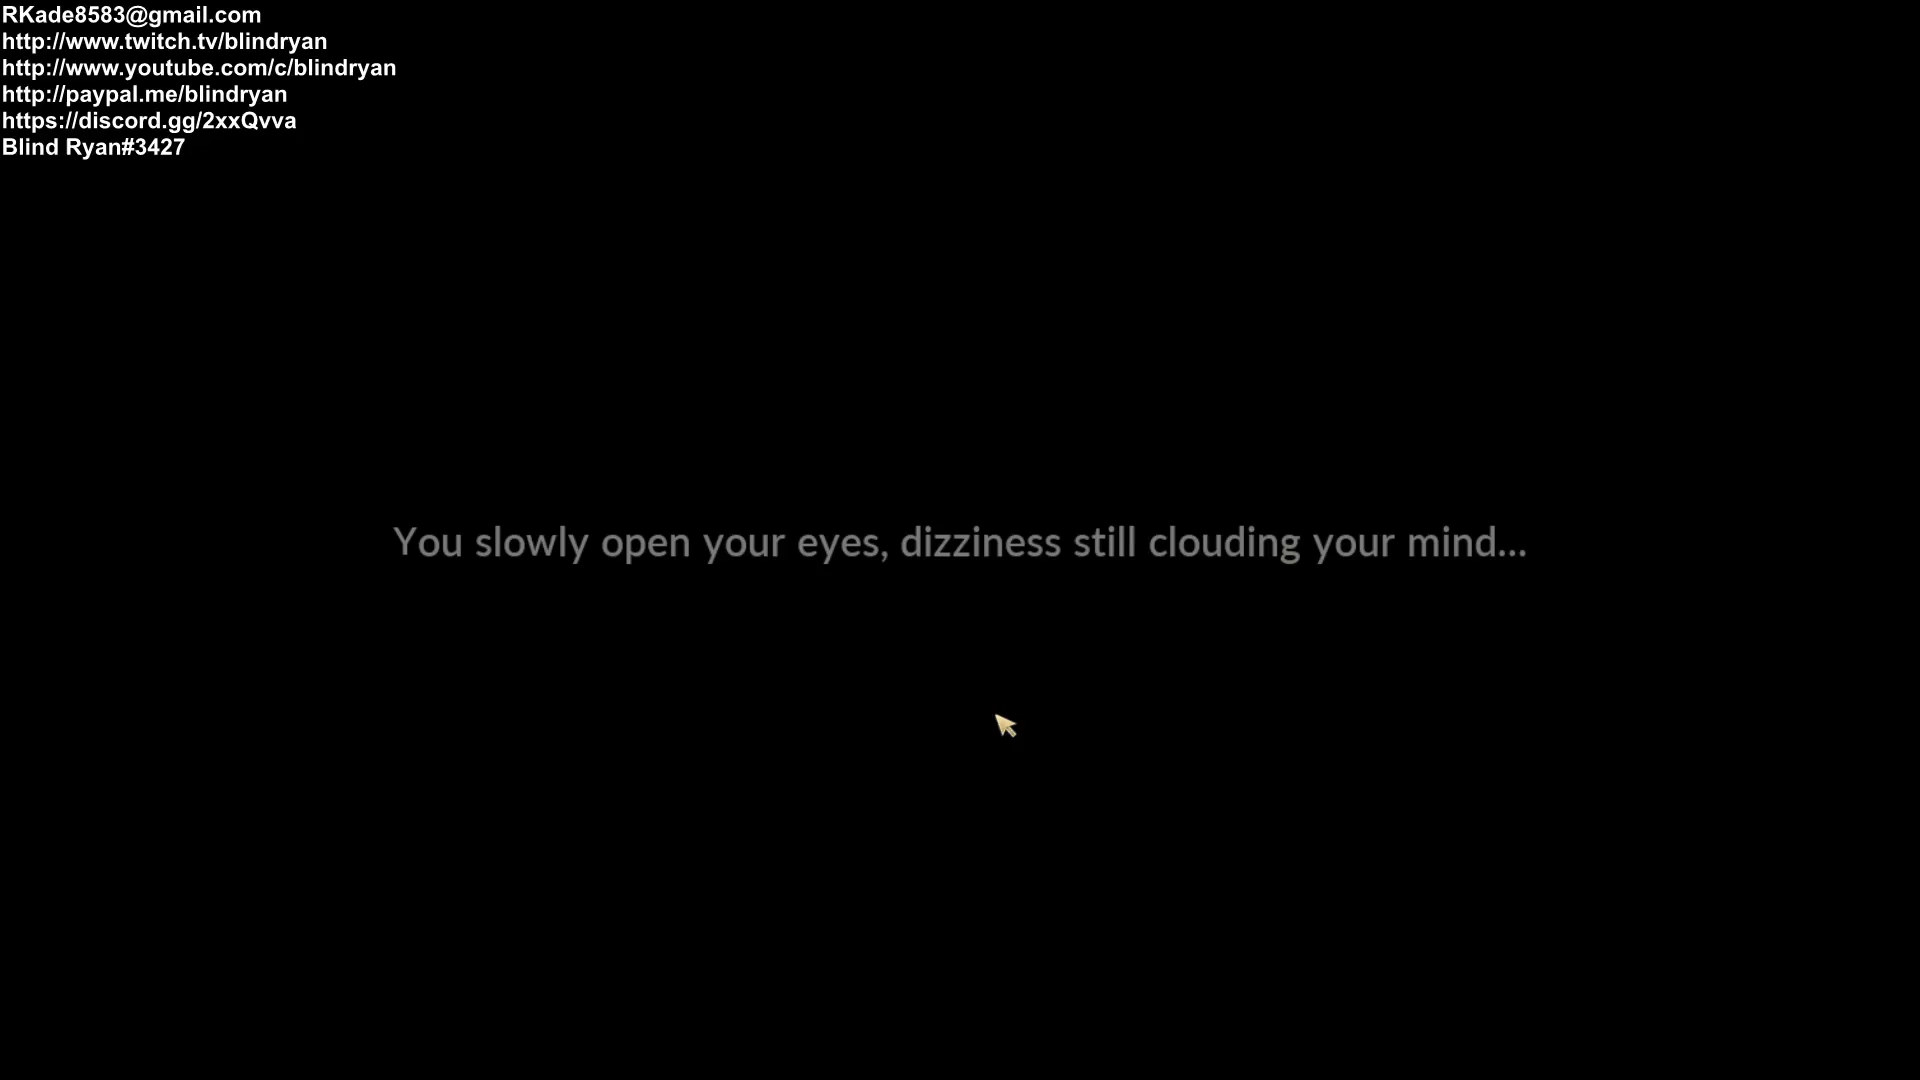 RKade8583@gmail.com
http://www.twitch.tv/blindryan
http://www.youtube.com/c/blindryan
http://paypal.me/blindryan
https://discord.gg/2xxQvva
Blind Ryan#3427
You slowly open your eyes, dizziness still clouding your mind...